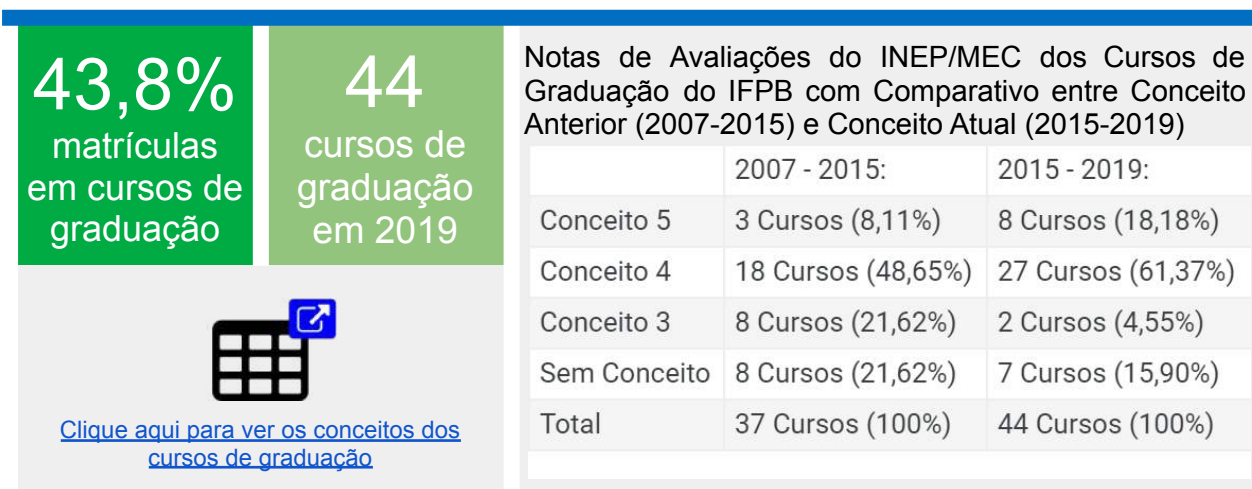 43,8%
matrículas
em cursos de
graduação
44
cursos de
graduação
em 2019
Clique aqui para ver os conceitos dos
cursos de graduação
Notas de Avaliações do INEP/MEC dos Cursos de
Graduação do IFPB com Comparativo entre Conceito
Anterior (2007-2015) e Conceito Atual (2015-2019)
2007 - 2015: 2015 - 2019:
Conceito 5 3 Cursos (8,11%) 8 Cursos (18,18%)
Conceito 4 18 Cursos (48,65%) 27 Cursos (61,37%)
Conceito 3 8 Cursos (21,62%) 2 Cursos (4,55%)
Sem Conceito 8 Cursos (21,62%) 7 Cursos (15,90%)
Total 37 Cursos (100%) 44 Cursos (100%)